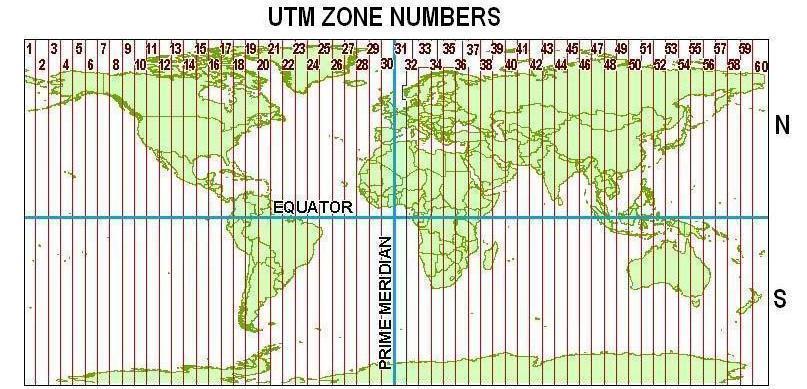 UTM ZONE NUMBERS
1 3 5 7 9 11 13 15 17 19 21 23 25 27 29 31 33 35 37 39 41 43 45 47 49 51 53 55 57 59
2 4 6 8 10 12 14 16 18 20 22 24 26 28 30 32 34 36 38 40 42 44 46 48 50 52 54 56 58 60
N
EQUATOR
PRIME MERIDIAN
S